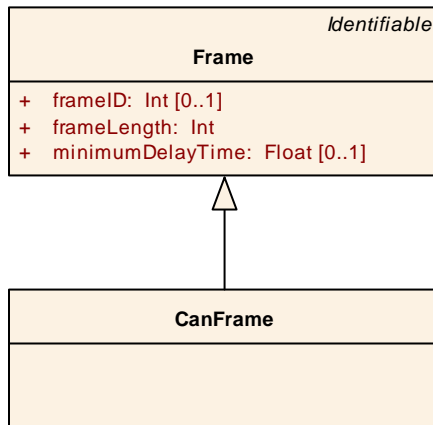 Identifiable
Frame
+ frameID: Int [0..1]
+ frameLength: Int
+ minimumDelayTime: Float [0..1]
CanFrame